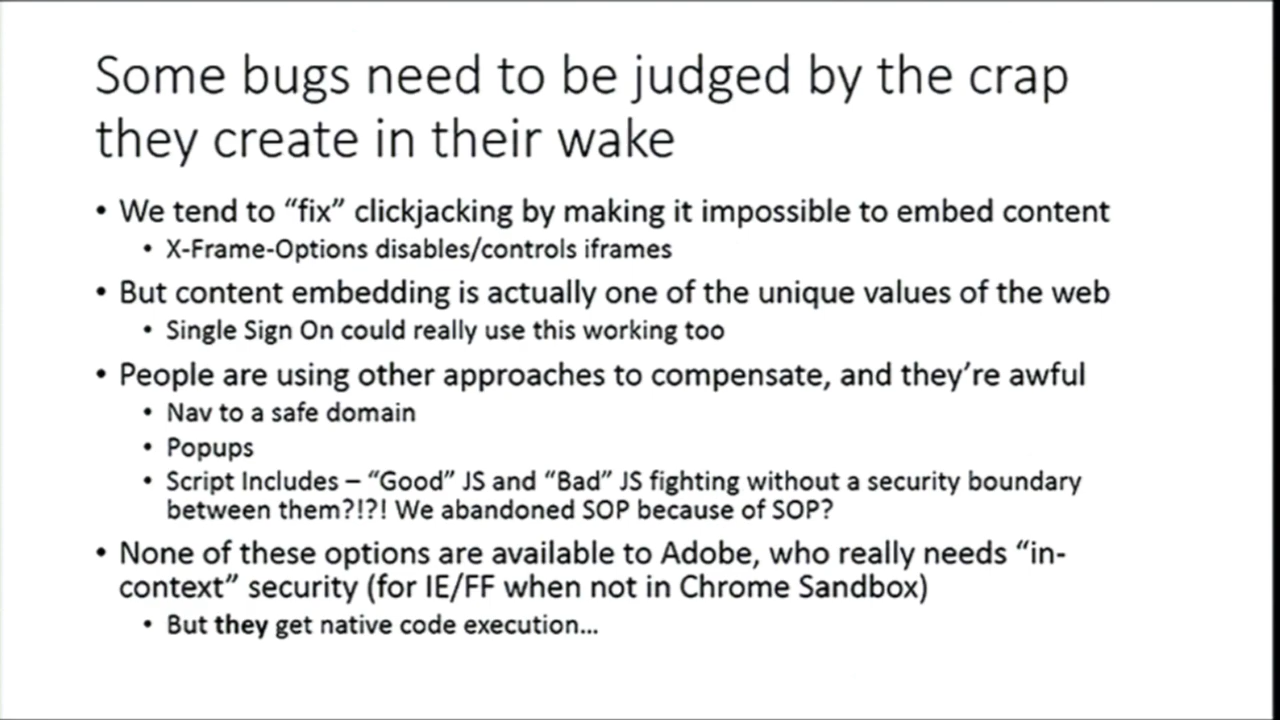 Some bugs need to be judged by the crap
they create in their wake
• We tend to “fix” clickjacking by making it impossible to embed content
• X-Frame-Options disables/controls iframes
• But content embedding is actually one of the unique values of the web
• Single Sign On could really use this working too
• People are using other approaches to compensate, and they’re awful
• Nav to a safe domain
• Popups
• Script Includes – “Good” JS and “Bad” JS fighting without a security boundary
between them?!?! We abandoned SOP because of SOP?
• None of these options are available to Adobe, who really needs “in-
context” security (for IE/FF when not in Chrome Sandbox)
• But they get native code execution...